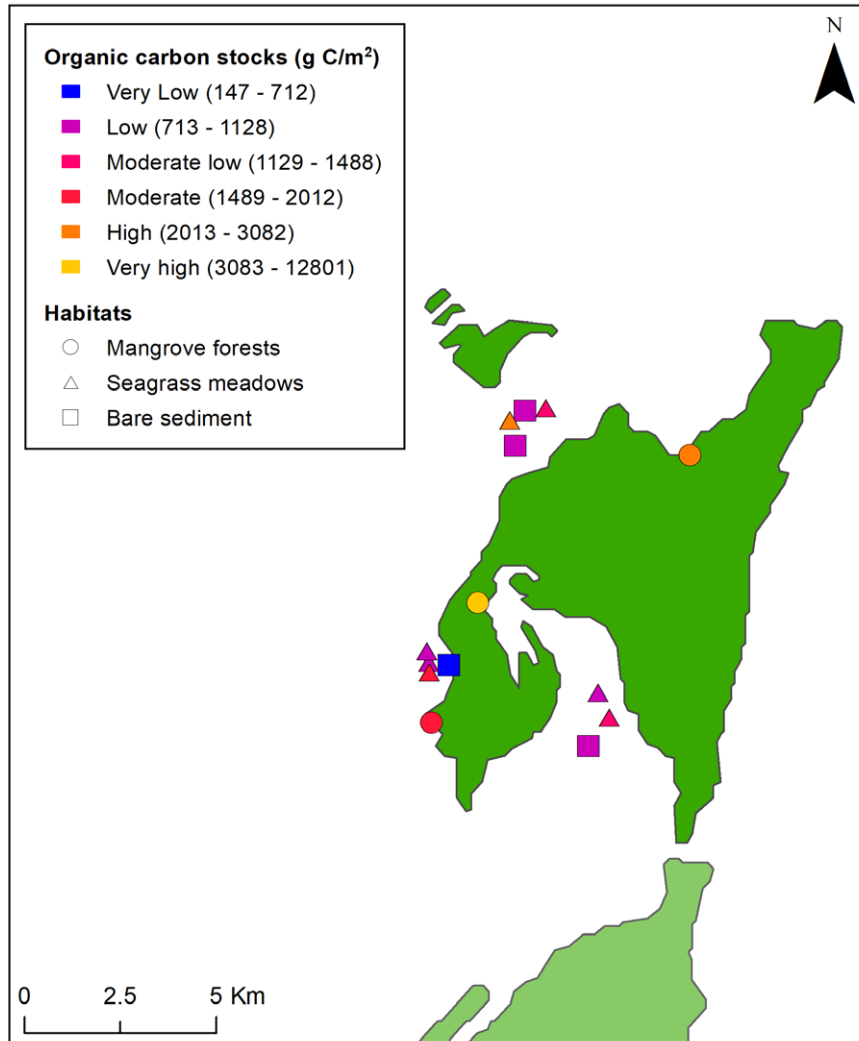 Organic carbon stocks (g C/m²)
Very Low (147 - 712)
Low (713 - 1128)
Moderate low (1129 - 1488)
Moderate (1489 - 2012)
High (2013 - 3082)
Very high (3083 - 12801)
Habitats
Mangrove forests
Seagrass meadows
Bare sediment
N
0 2.5 5 Km